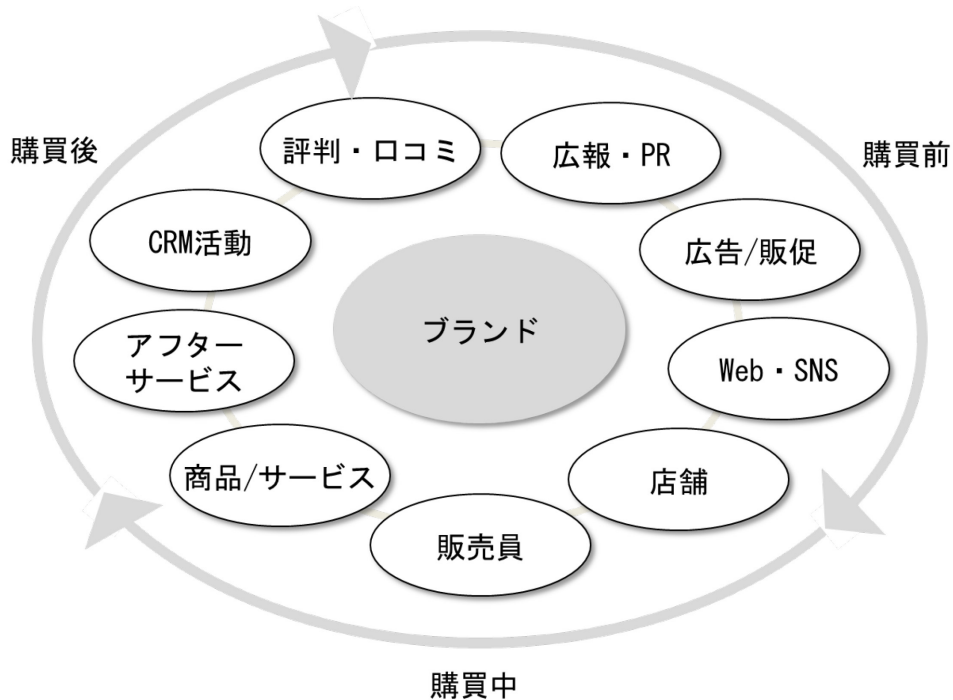 評判・口コミ
広報・PR
購買後
購買前
CRM活動
広告/販促
ブランド
アフター
サービス
Web・SNS
商品/サービス
店舗
販売員
購買中